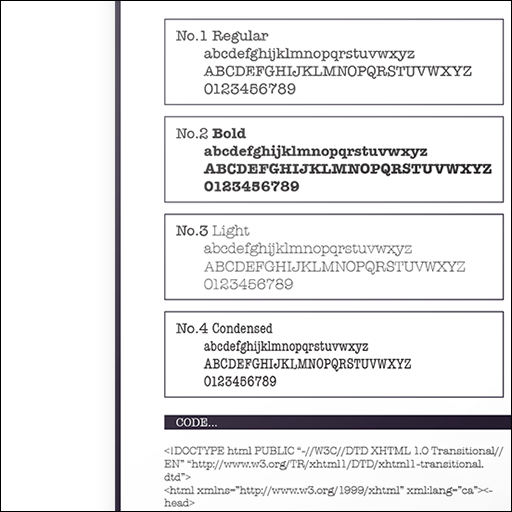 No.1 Regular
abcdefghijklmnopqrstuvwxyz
ABCDEFGHIJKLMNOPQRSTUVWXYZ
0123456789
No.2 Bold
abcdefghijklmnopqrstuvwxyz
ABCDEFGHIJKLMNOPQRSTUVWXYZ
0123456789
No.3 Light
abcdefghijklmnopqrstuvwxyz
ABCDEFGHIJKLMNOPQRSTUVWXYZ
0123456789
No.4 Condensed
abcdefghijklmnopqrstuvwxyz
ABCDEFGHIJKLMNOPQRSTUVWXYZ
0123456789
CODE...
<!DOCTYPE html PUBLIC “-//W3C//DTD XHTML 1.0 Transitional//
EN” “http://www.w3.org/TR/xhtml1/DTD/xhtml1-transitional.
dtd”>
<html xmlns=”http://www.w3.org/1999/xhtml” xml:lang=”ca”><-
head>